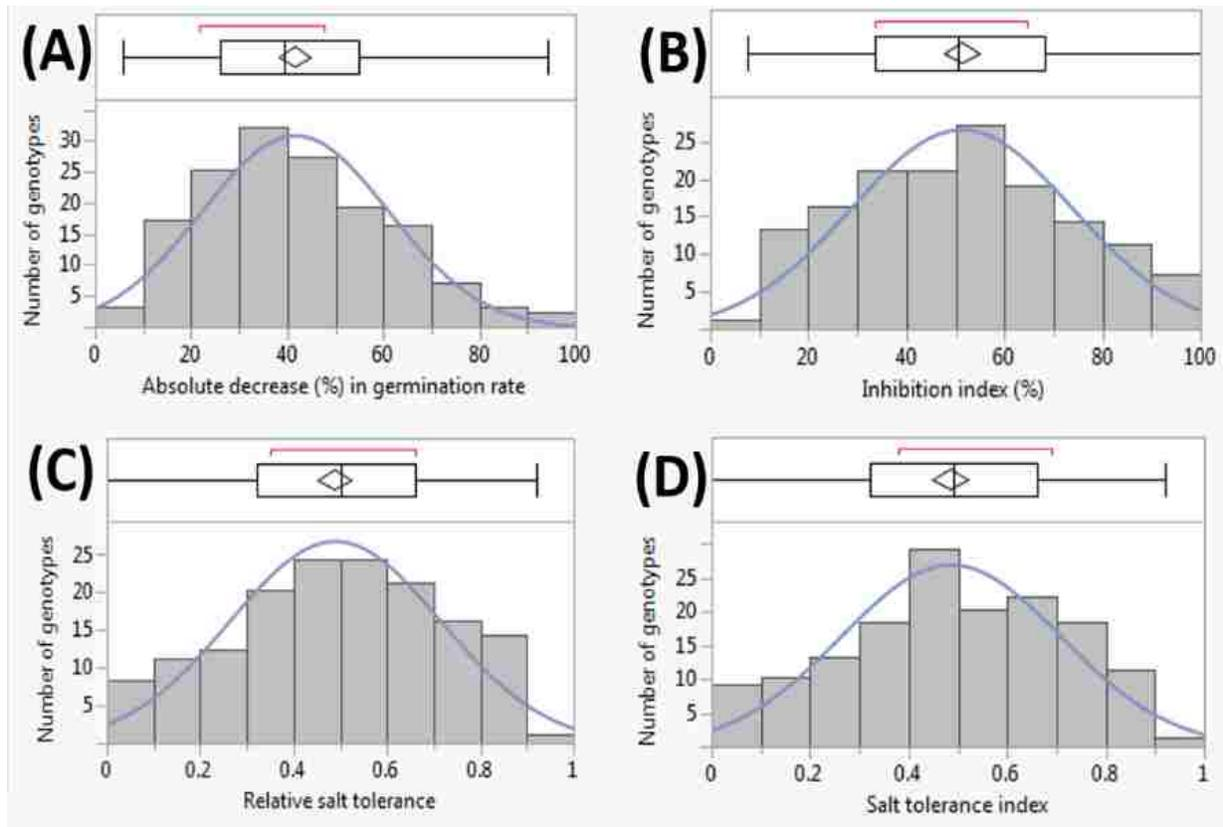 (A)
Number of genotypes
30
25
20
15
10
5
0 20 40 60 80 100
Absolute decrease (%) in germination rate
(B)
Number of genotypes
25
20
15
10
5
0 20 40 60 80 100
Inhibition index (%)
(C)
Number of genotypes
25
20
15
10
5
0 0.2 0.4 0.6 0.8 1
Relative salt tolerance
(D)
Number of genotypes
25
20
15
10
5
0 0.2 0.4 0.6 0.8 1
Salt tolerance index